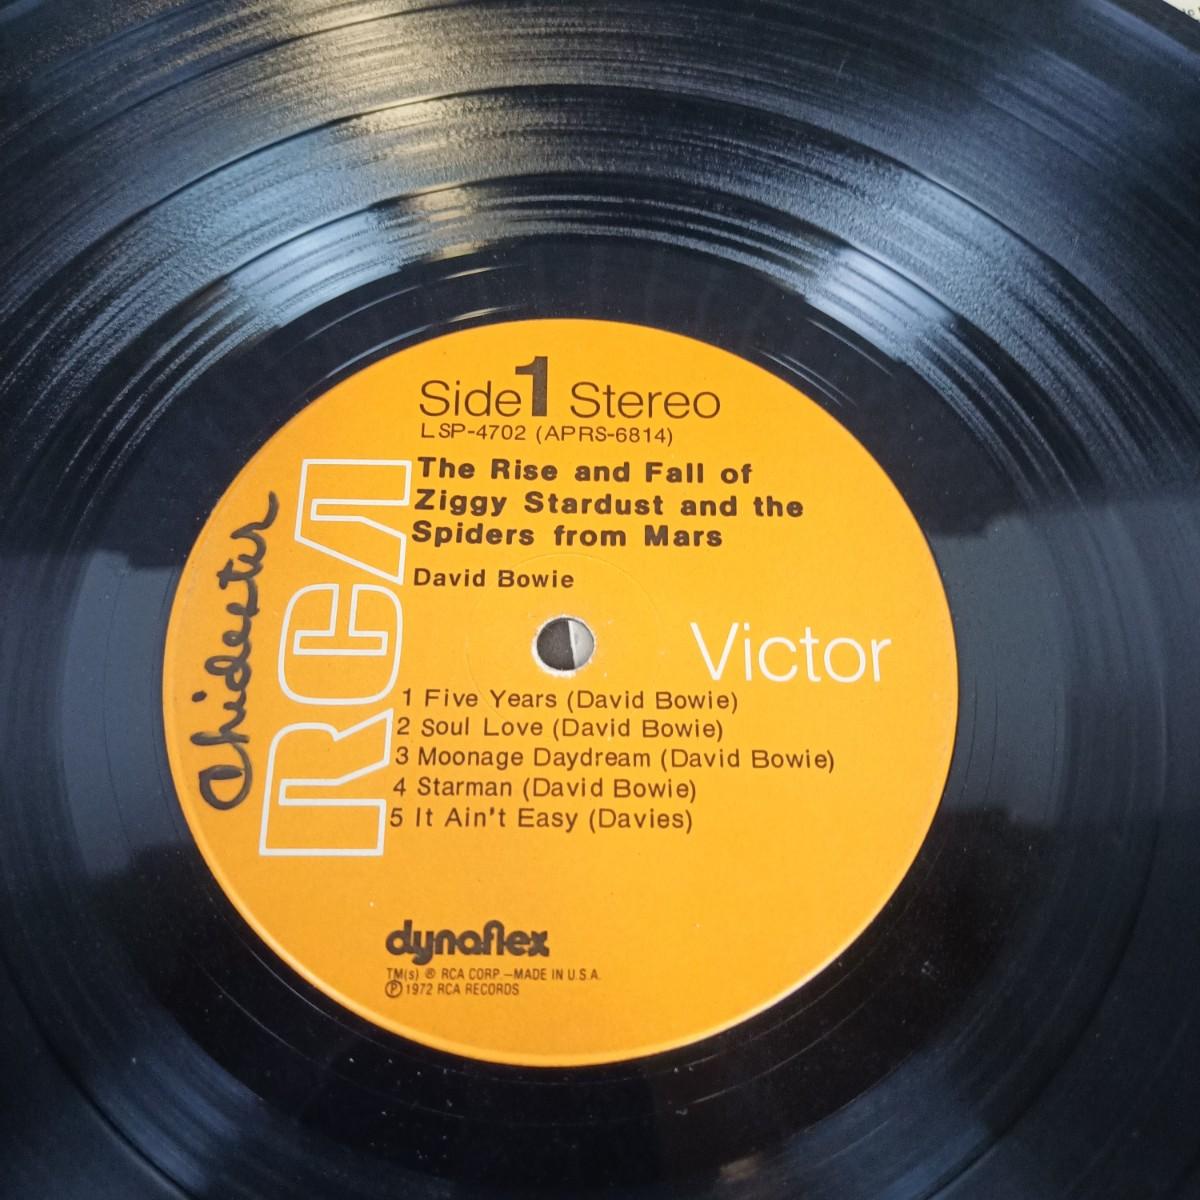 Side 1 Stereo
LSP-4702 (APRS-6814)
The Rise and Fall of
Ziggy Stardust and the
Spiders from Mars
David Bowie
RCA
Victor
Chidester
1 Five Years (David Bowie)
2 Soul Love (David Bowie)
3 Moonage Daydream (David Bowie)
4 Starman (David Bowie)
5 It Ain't Easy (Davies)
dynaflex
TM(s) ® RCA CORP.—MADE IN U.S.A.
℗ 1972 RCA RECORDS